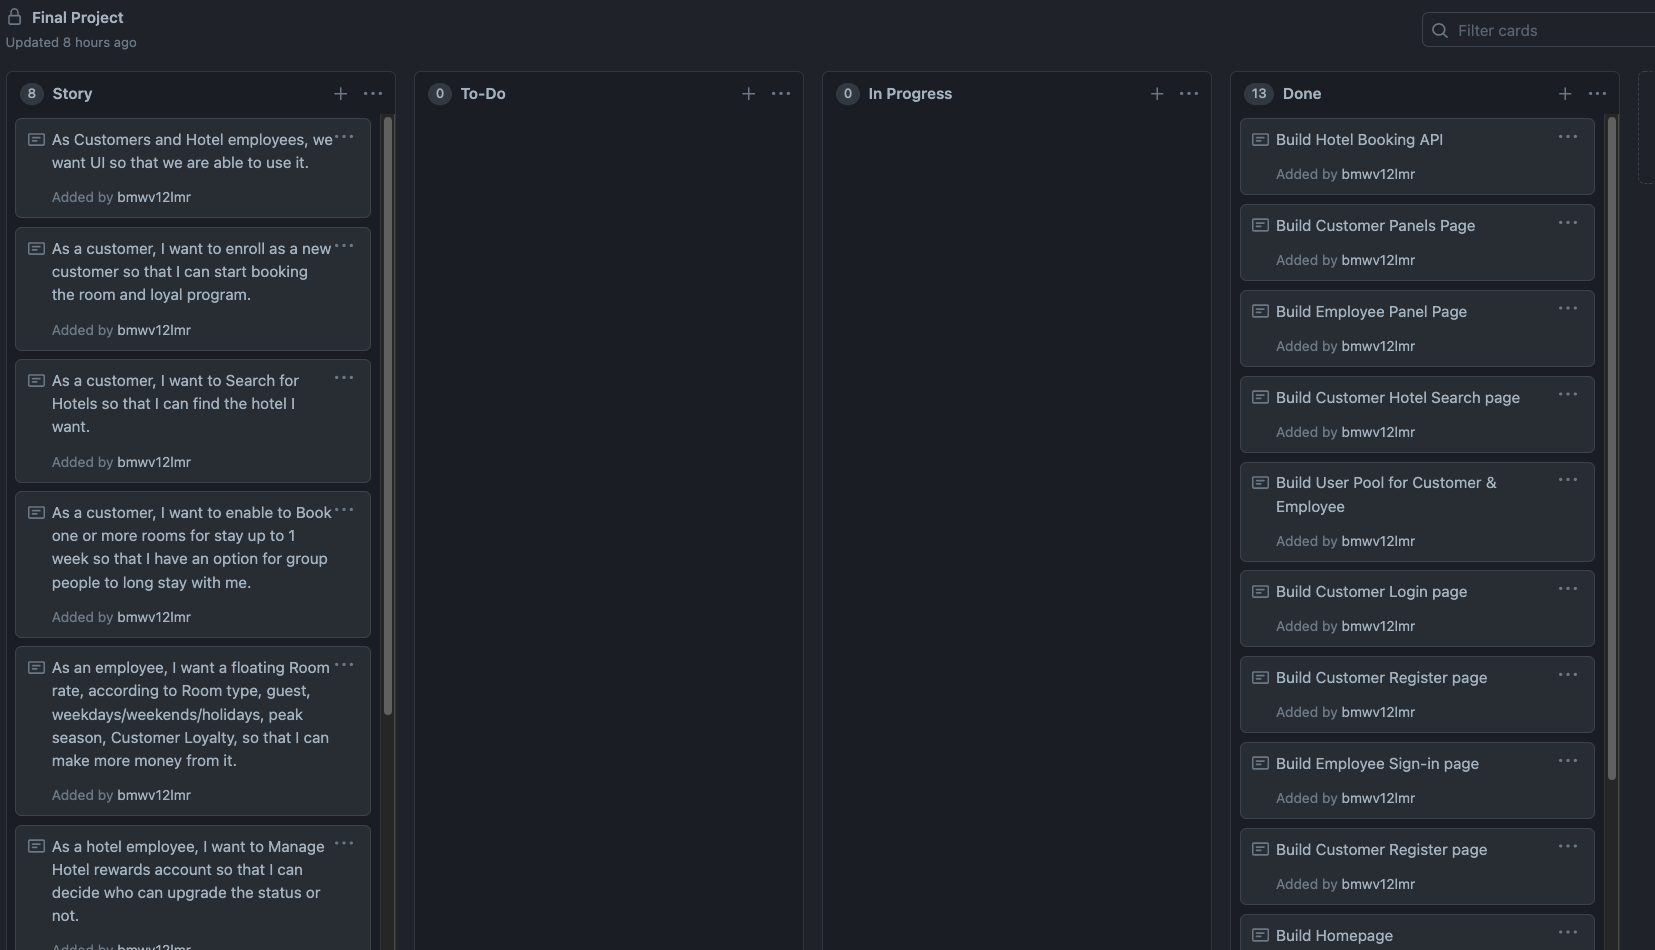 Final Project
Updated 8 hours ago
Filter cards
8 Story
As Customers and Hotel employees, we
want UI so that we are able to use it.
Added by bmwv12lmr
As a customer, I want to enroll as a new
customer so that I can start booking
the room and loyal program.
Added by bmwv12lmr
As a customer, I want to Search for
Hotels so that I can find the hotel I
want.
Added by bmwv12lmr
As a customer, I want to enable to Book
one or more rooms for stay up to 1
week so that I have an option for group
people to long stay with me.
Added by bmwv12lmr
As an employee, I want a floating Room
rate, according to Room type, guest,
weekdays/weekends/holidays, peak
season, Customer Loyalty, so that I can
make more money from it.
Added by bmwv12lmr
As a hotel employee, I want to Manage
Hotel rewards account so that I can
decide who can upgrade the status or
not.
Added by bmwv12lmr
0 To-Do
0 In Progress
13 Done
Build Hotel Booking API
Added by bmwv12lmr
Build Customer Panels Page
Added by bmwv12lmr
Build Employee Panel Page
Added by bmwv12lmr
Build Customer Hotel Search page
Added by bmwv12lmr
Build User Pool for Customer &
Employee
Added by bmwv12lmr
Build Customer Login page
Added by bmwv12lmr
Build Customer Register page
Added by bmwv12lmr
Build Employee Sign-in page
Added by bmwv12lmr
Build Customer Register page
Added by bmwv12lmr
Build Homepage